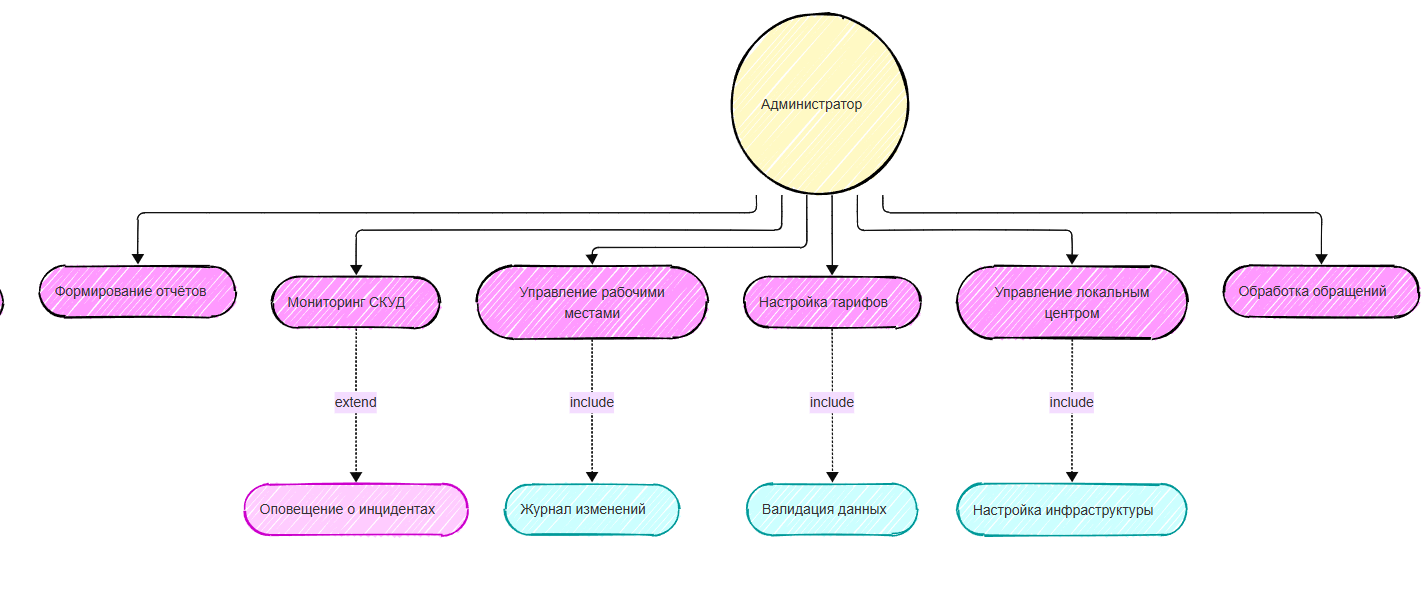 Администратор
Формирование отчётов
Мониторинг СКУД
Управление рабочими
местами
Настройка тарифов
Управление локальным
центром
Обработка обращений
extend
include
include
include
Оповещение о инцидентах
Журнал изменений
Валидация данных
Настройка инфраструктуры